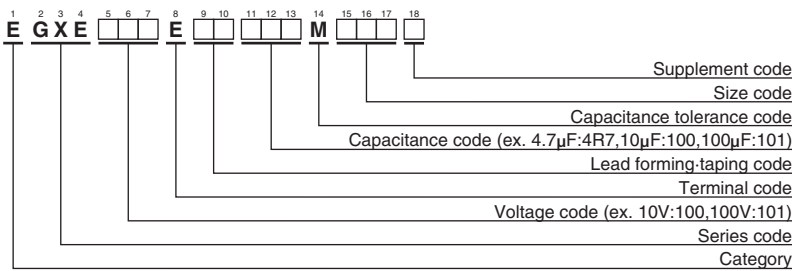 1 2 3 4 5 6 7 8 9 10 11 12 13 14 15 16 17 18
E G X E E M
Supplement code
Size code
Capacitance tolerance code
Capacitance code (ex. 4.7μF:4R7,10μF:100,100μF:101)
Lead forming·taping code
Terminal code
Voltage code (ex. 10V:100,100V:101)
Series code
Category